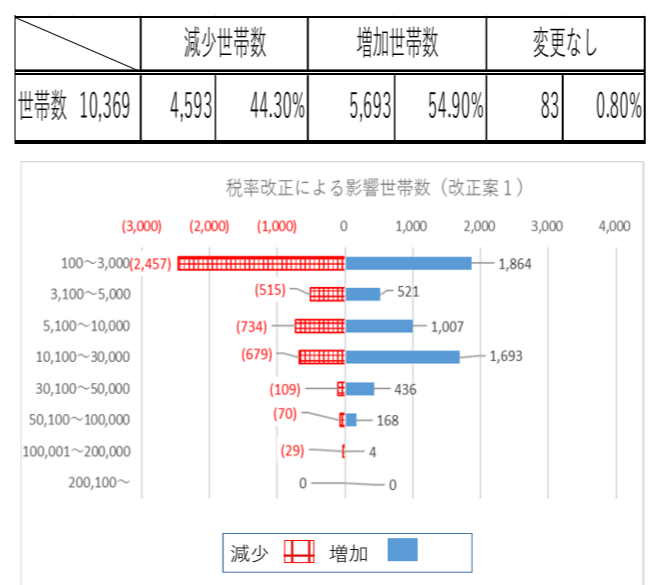 減少世帯数 増加世帯数 変更なし
世帯数 10,369 4,593 44.30% 5,693 54.90% 83 0.80%
税率改正による影響世帯数（改正案１）
(3,000) (2,000) (1,000) 0 1,000 2,000 3,000 4,000
100～3,000 (2,457) 1,864
3,100～5,000 (515) 521
5,100～10,000 (734) 1,007
10,100～30,000 (679) 1,693
30,100～50,000 (109) 436
50,100～100,000 (70) 168
100,001～200,000 (29) 4
200,100～ 0 0
減少 増加